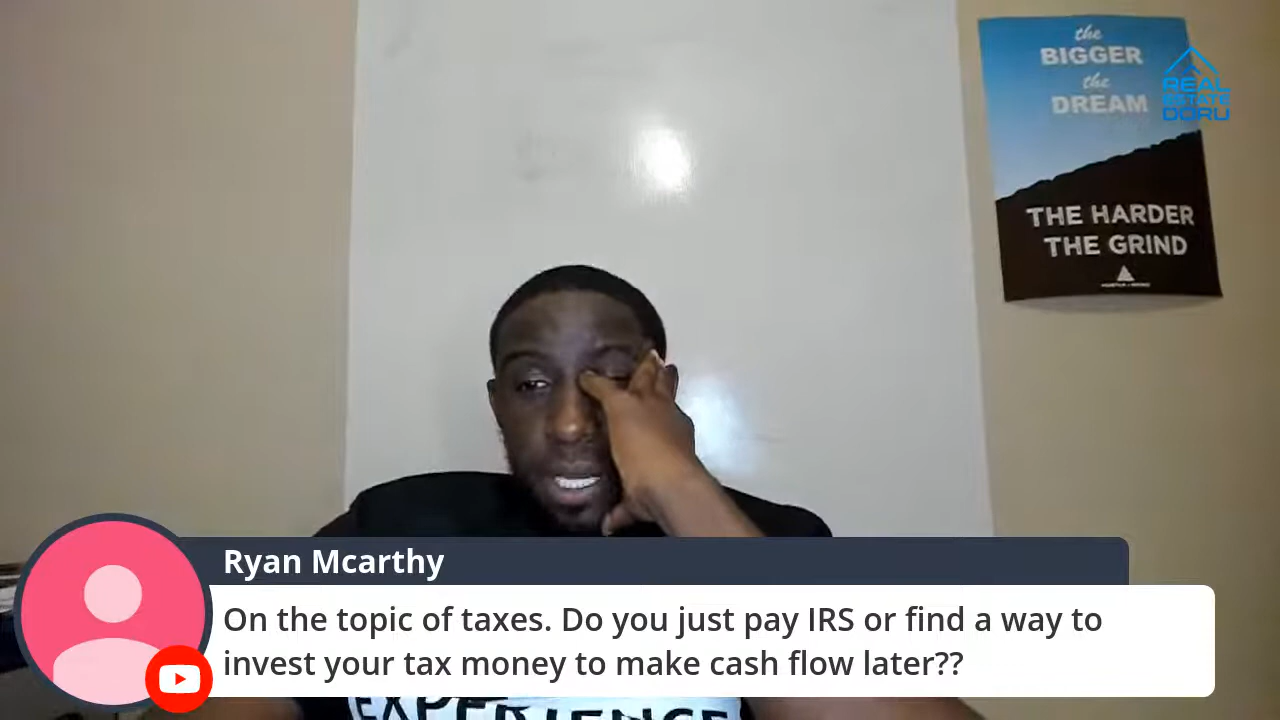 the
BIGGER
the
DREAM
REAL
ESTATE
DORU
THE HARDER
THE GRIND
Ryan Mcarthy
On the topic of taxes. Do you just pay IRS or find a way to
invest your tax money to make cash flow later??
EXPERIENCE